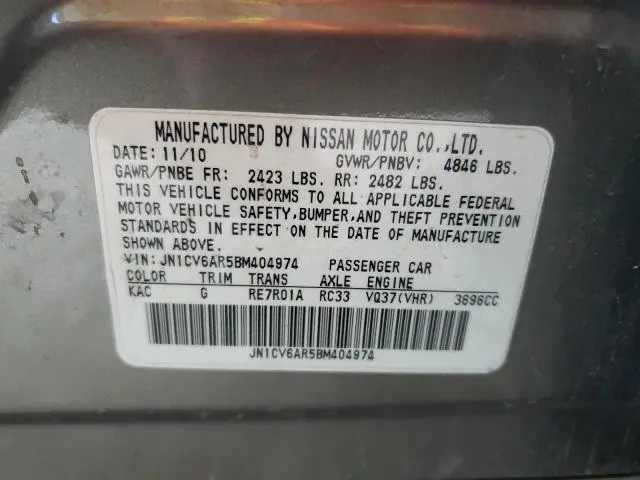 MANUFACTURED BY NISSAN MOTOR CO.,LTD.
DATE: 11/10 GVWR/PNBV: 4846 LBS.
GAWR/PNBE FR: 2423 LBS. RR: 2482 LBS.
THIS VEHICLE CONFORMS TO ALL APPLICABLE FEDERAL
MOTOR VEHICLE SAFETY,BUMPER,AND THEFT PREVENTION
STANDARDS IN EFFECT ON THE DATE OF MANUFACTURE
SHOWN ABOVE.
VIN: JN1CV6AR5BM404974 PASSENGER CAR
COLOR TRIM TRANS AXLE ENGINE
KAC G RE7R01A RC33 VQ37(VHR) 3696CC
JN1CV6AR5BM404974